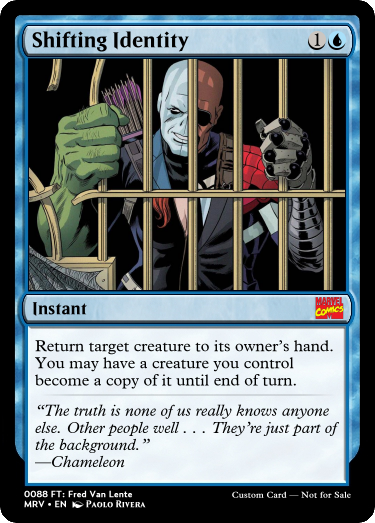 Shifting Identity 1
Instant MARVEL COMICS
Return target creature to its owner's hand.
You may have a creature you control
become a copy of it until end of turn.
“The truth is none of us really knows anyone
else. Other people well . . . They're just part of
the background.”
—Chameleon
0088 FT: Fred Van Lente
MRV • EN Paolo Rivera
Custom Card — Not for Sale